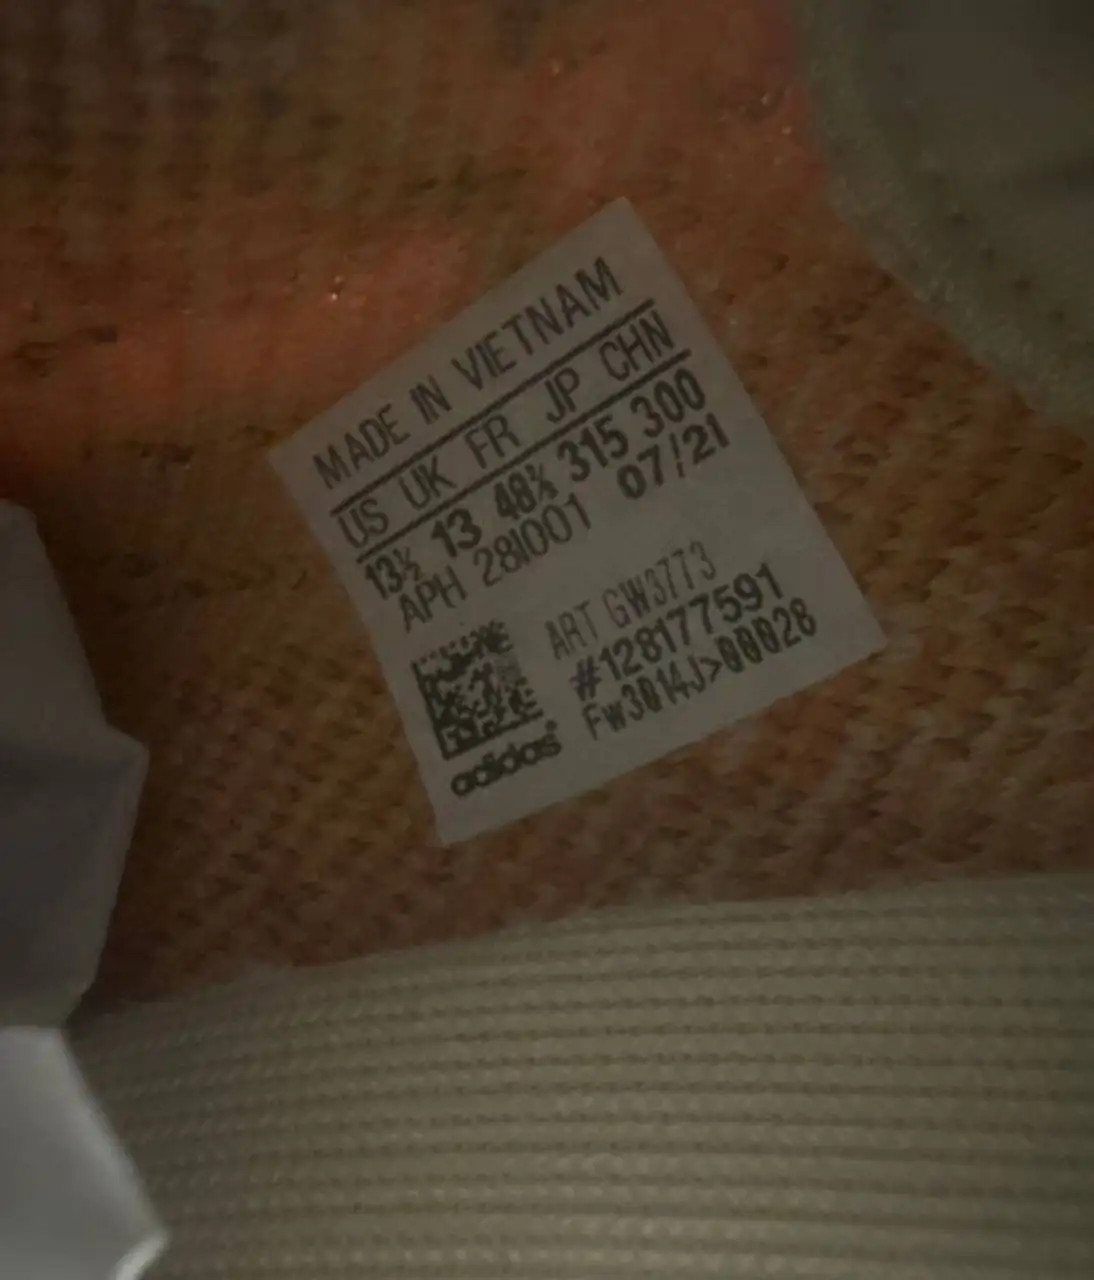 MADE IN VIETNAM
US UK FR JP CHN
13½ 13 48⅔ 315 300
APH 28I001 07/21
ART GW3773
#128177591
FW3014J>00028
adidas®